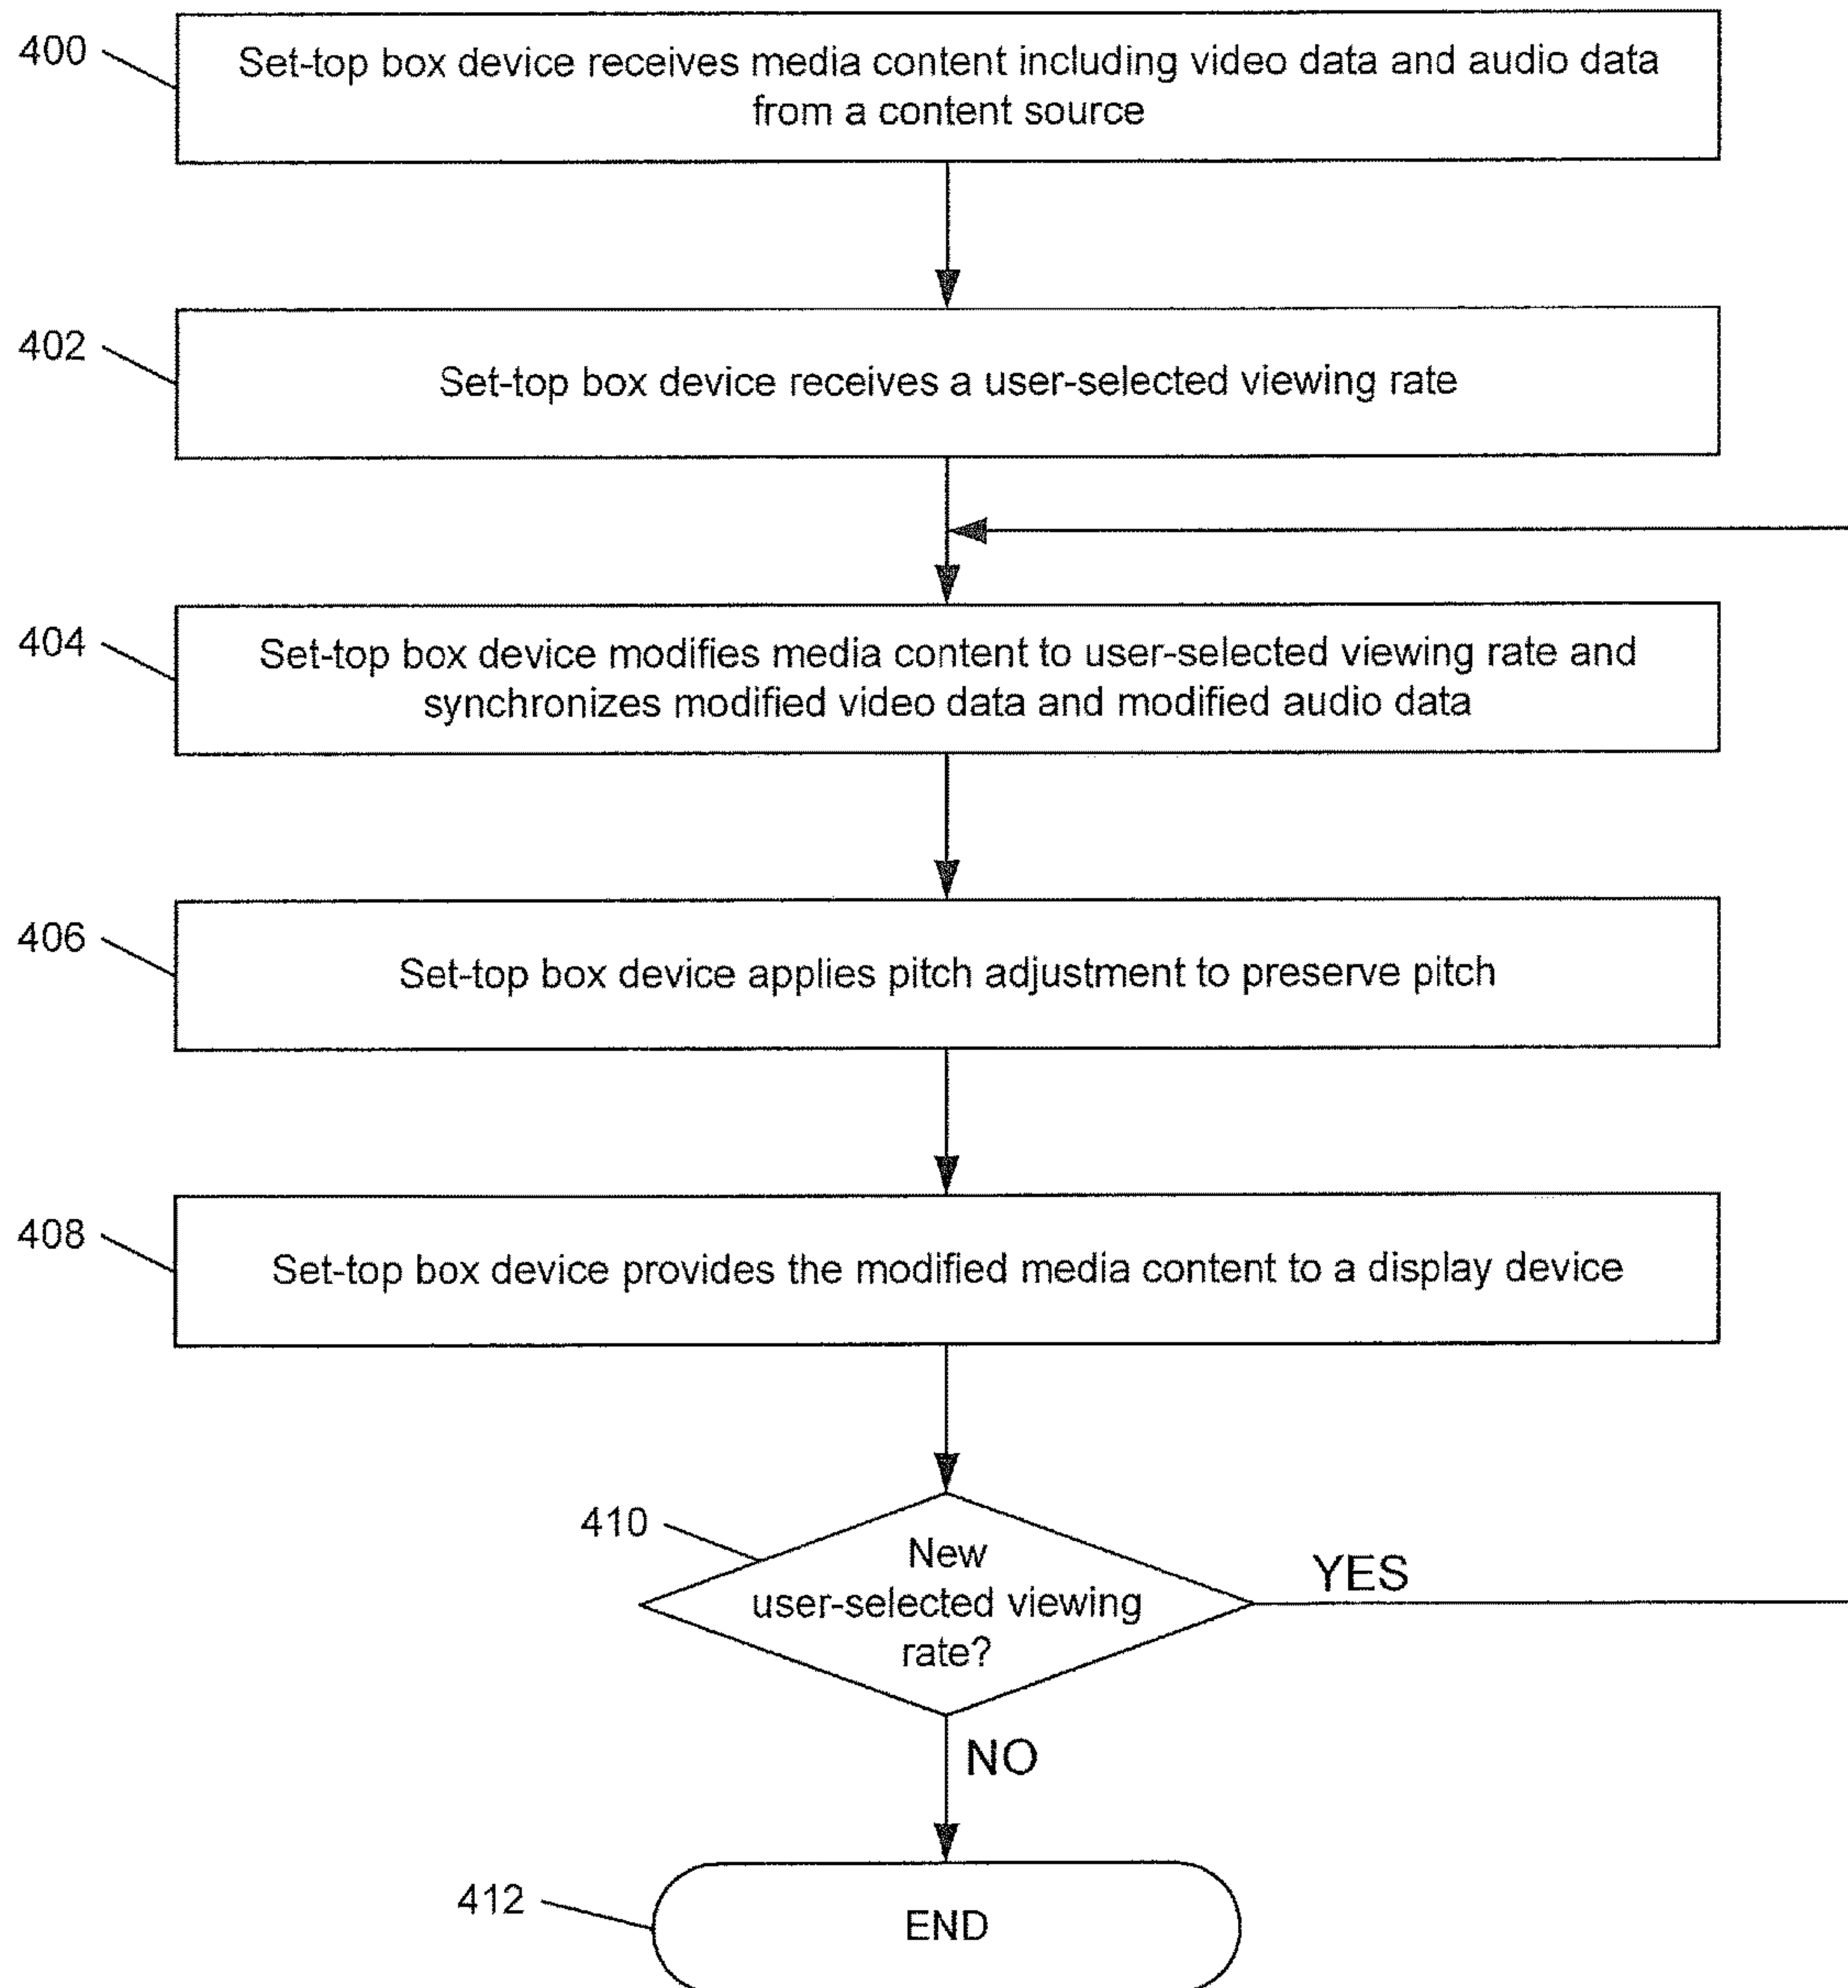 400
Set-top box device receives media content including video data and audio data
from a content source
402
Set-top box device receives a user-selected viewing rate
404
Set-top box device modifies media content to user-selected viewing rate and
synchronizes modified video data and modified audio data
406
Set-top box device applies pitch adjustment to preserve pitch
408
Set-top box device provides the modified media content to a display device
410
New
user-selected viewing
rate?
YES
NO
412
END